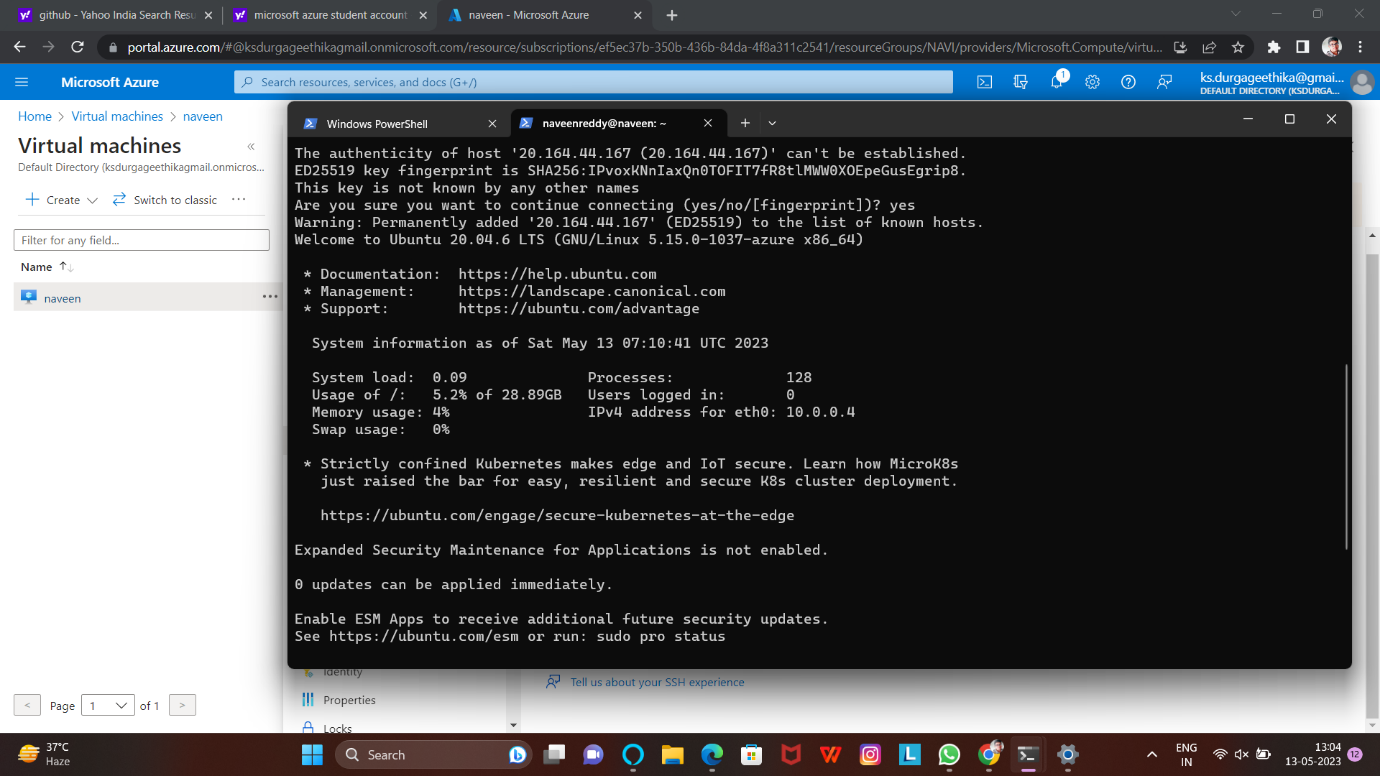 github - Yahoo India Search Resu
microsoft azure student account
naveen - Microsoft Azure
portal.azure.com/#@ksdurgageethikagmail.onmicrosoft.com/resource/subscriptions/ef5ec37b-350b-436b-84da-4f8a311c2541/resourceGroups/NAVI/providers/Microsoft.Compute/virtu...
Microsoft Azure
Search resources, services, and docs (G+/)
1
ks.durgageethika@gmai...
DEFAULT DIRECTORY (KSDURGA...
Home > Virtual machines > naveen
Virtual machines
«
Default Directory (ksdurgageethikagmail.onmicros...
+ Create
Switch to classic
...
Filter for any field...
Name ↑↓
naveen
...
< Page 1 of 1 >
Windows PowerShell
naveenreddy@naveen: ~
The authenticity of host '20.164.44.167 (20.164.44.167)' can't be established.
ED25519 key fingerprint is SHA256:IPvoxKNnIaxQn0TOFIT7fR8tlMWW0XOEpeGusEgrip8.
This key is not known by any other names
Are you sure you want to continue connecting (yes/no/[fingerprint])? yes
Warning: Permanently added '20.164.44.167' (ED25519) to the list of known hosts.
Welcome to Ubuntu 20.04.6 LTS (GNU/Linux 5.15.0-1037-azure x86_64)
* Documentation: https://help.ubuntu.com
* Management: https://landscape.canonical.com
* Support: https://ubuntu.com/advantage
System information as of Sat May 13 07:10:41 UTC 2023
System load: 0.09 Processes: 128
Usage of /: 5.2% of 28.89GB Users logged in: 0
Memory usage: 4% IPv4 address for eth0: 10.0.0.4
Swap usage: 0%
* Strictly confined Kubernetes makes edge and IoT secure. Learn how MicroK8s
just raised the bar for easy, resilient and secure K8s cluster deployment.
https://ubuntu.com/engage/secure-kubernetes-at-the-edge
Expanded Security Maintenance for Applications is not enabled.
0 updates can be applied immediately.
Enable ESM Apps to receive additional future security updates.
See https://ubuntu.com/esm or run: sudo pro status
Identity
Properties
Locks
Tell us about your SSH experience
37°C
Haze
Search
ENG
IN
13:04
13-05-2023
12